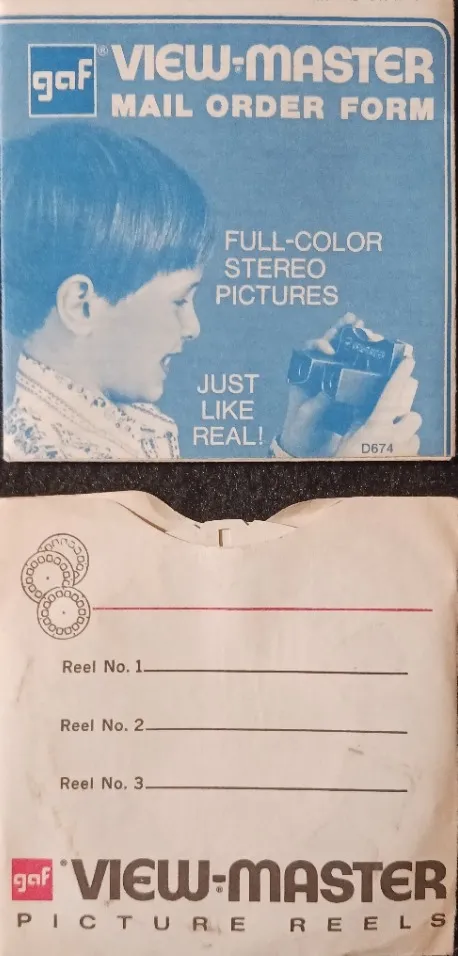 gaf® VIEW-MASTER
MAIL ORDER FORM
FULL-COLOR
STEREO
PICTURES
JUST
LIKE
REAL!
D674
Reel No. 1
Reel No. 2
Reel No. 3
gaf® VIEW-MASTER®
PICTURE REELS